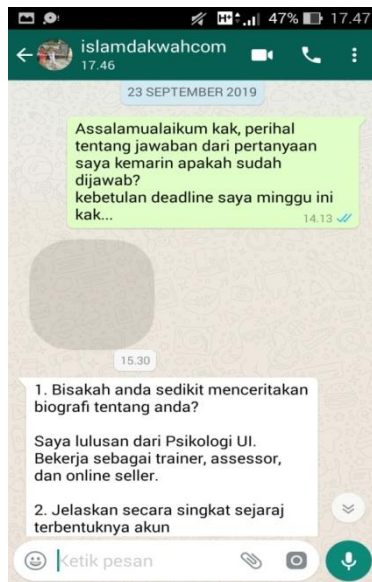 H+ 47% 17.47
islamdakwahcom
17.46
23 SEPTEMBER 2019
Assalamualaikum kak, perihal
tentang jawaban dari pertanyaan
saya kemarin apakah sudah
dijawab?
kebetulan deadline saya minggu ini
kak...
14.13
15.30
1. Bisakah anda sedikit menceritakan
biografi tentang anda?
Saya lulusan dari Psikologi UI.
Bekerja sebagai trainer, assessor,
dan online seller.
2. Jelaskan secara singkat sejaraj
terbentuknya akun
Ketik pesan